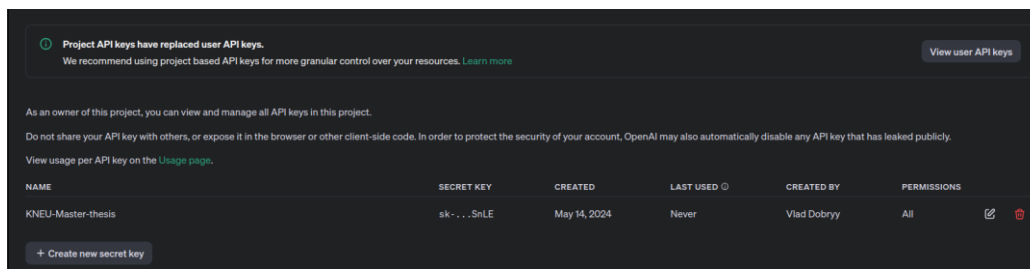 Project API keys have replaced user API keys.
We recommend using project based API keys for more granular control over your resources. Learn more
View user API keys
As an owner of this project, you can view and manage all API keys in this project.
Do not share your API key with others, or expose it in the browser or other client-side code. In order to protect the security of your account, OpenAI may also automatically disable any API key that has leaked publicly.
View usage per API key on the Usage page.
NAME SECRET KEY CREATED LAST USED CREATED BY PERMISSIONS
KNEU-Master-thesis sk-...SnLE May 14, 2024 Never Vlad Dobryy All
+ Create new secret key